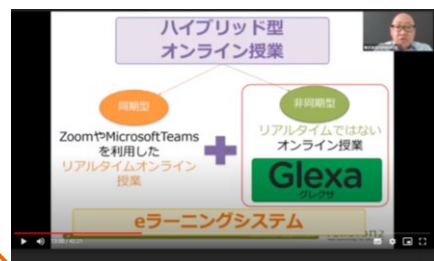 ハイブリッド型
オンライン授業
同期型
ZoomやMicrosoftTeams
を利用した
リアルタイムオンライン
授業
非同期型
リアルタイムではない
オンライン授業
Glexa
グレクサ
eラーニングシステム